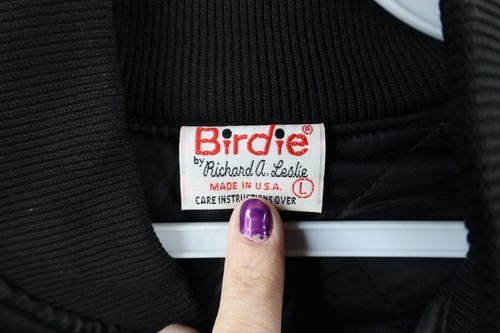 Birdie®
by Richard A. Leslie
MADE IN U.S.A. L
CARE INSTRUCTIONS OVER